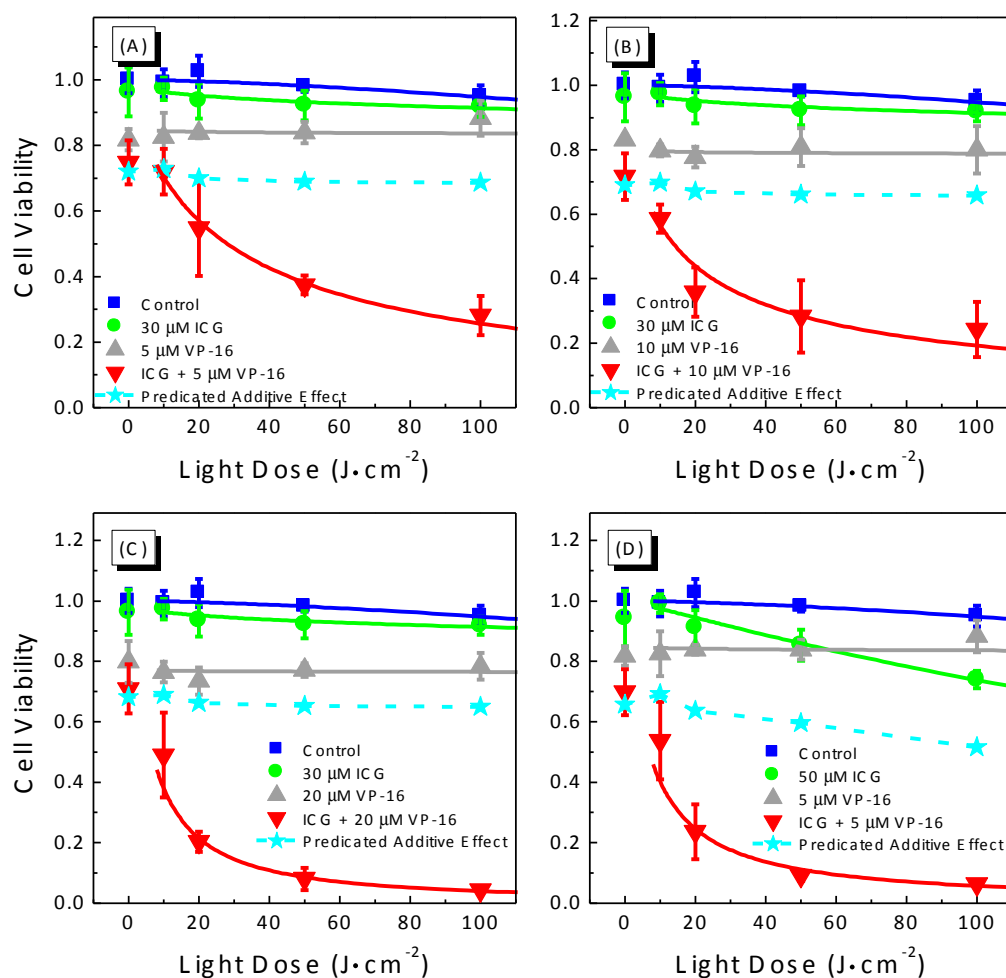 (A)
1.0
0.8
0.6
0.4
0.2
0.0
Cell Viability
Control
30 µM ICG
5 µM VP-16
ICG + 5 µM VP-16
Predicated Additive Effect
0 20 40 60 80 100
Light Dose (J·cm-2)
(B)
1.2
1.0
0.8
0.6
0.4
0.2
0.0
Cell Viability
Control
30 µM ICG
10 µM VP-16
ICG + 10 µM VP-16
Predicated Additive Effect
0 20 40 60 80 100
Light Dose (J·cm-2)
(C)
1.2
1.0
0.8
0.6
0.4
0.2
0.0
Cell Viability
Control
30 µM ICG
20 µM VP-16
ICG + 20 µM VP-16
Predicated Additive Effect
0 20 40 60 80 100
Light Dose (J·cm-2)
(D)
1.2
1.0
0.8
0.6
0.4
0.2
0.0
Cell Viability
Control
50 µM ICG
5 µM VP-16
ICG + 5 µM VP-16
Predicated Additive Effect
0 20 40 60 80 100
Light Dose (J·cm-2)